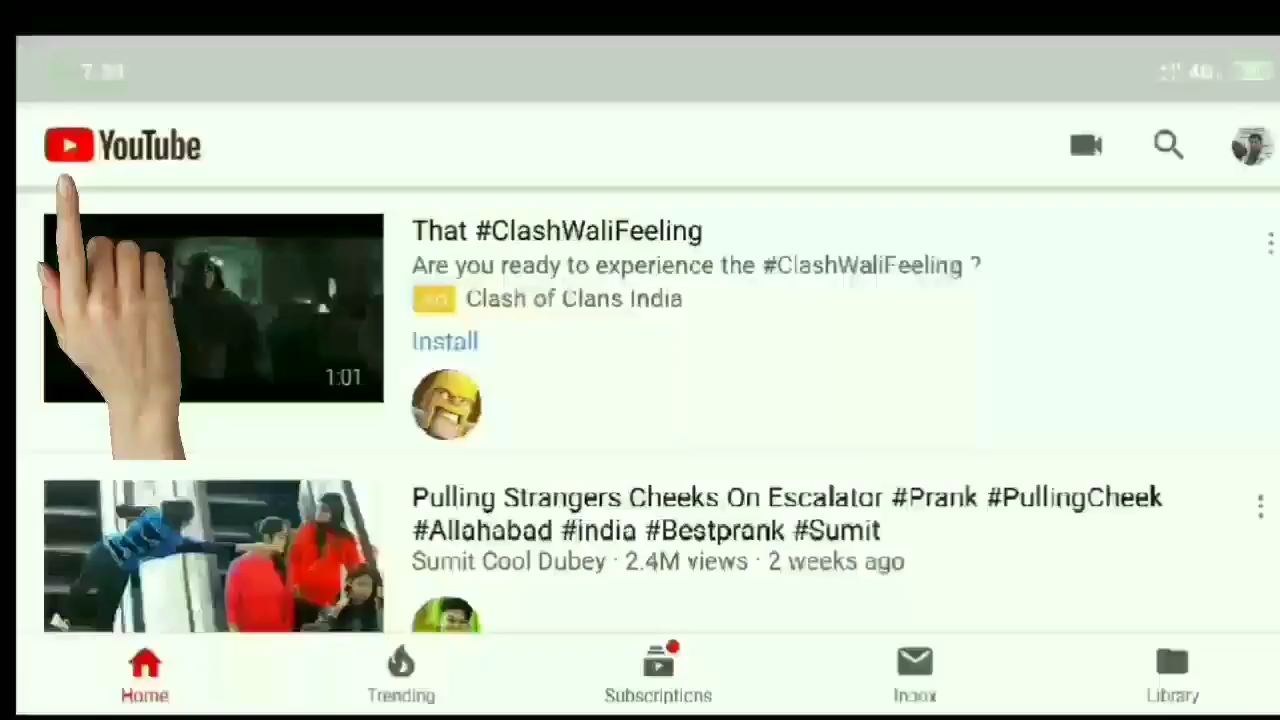 YouTube
That #ClashWaliFeeling
Are you ready to experience the #ClashWaliFeeling ?
Clash of Clans India
Install
1:01
Pulling Strangers Cheeks On Escalator #Prank #PullingCheek
#Allahabad #india #Bestprank #Sumit
Sumit Cool Dubey · 2.4M views · 2 weeks ago
Home Trending Subscriptions Inbox Library